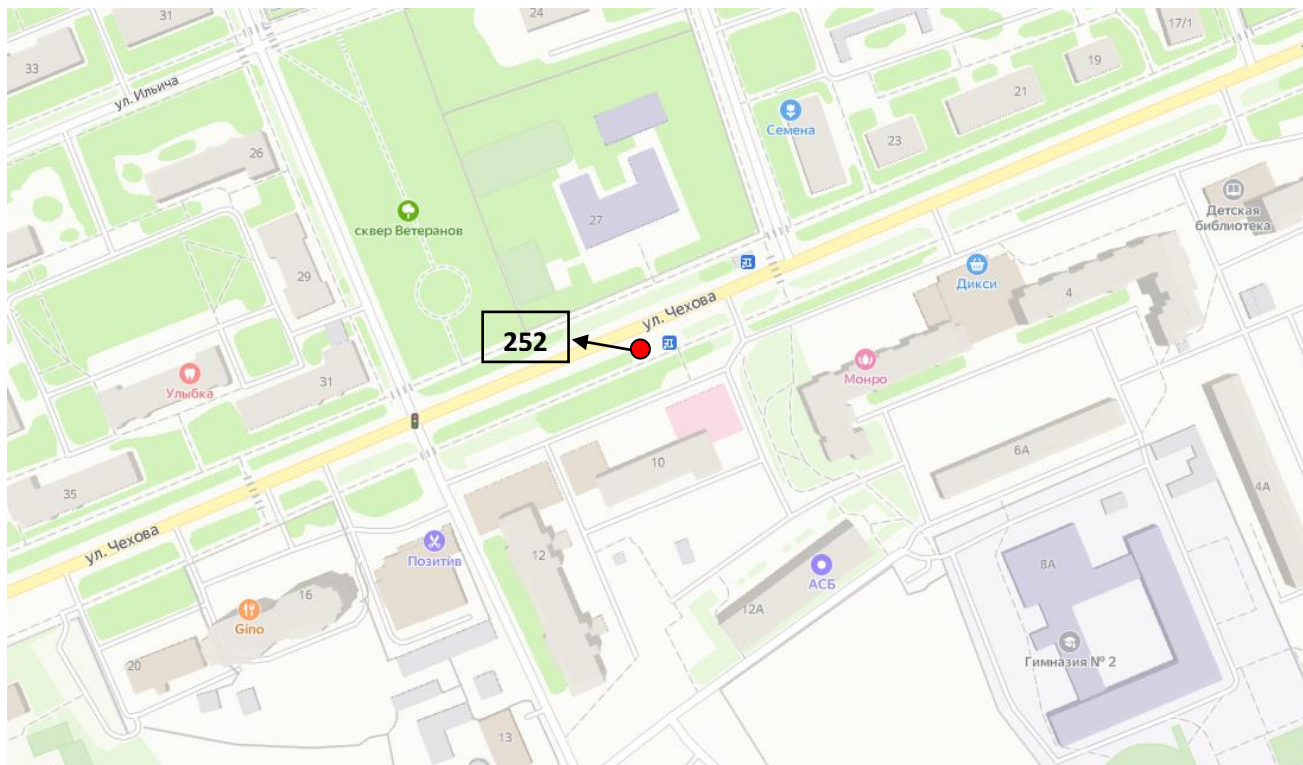 31
24
17/1
33
19
ул. Ильича
21
Семена
23
26
Детская
библиотека
27
сквер Ветеранов
29
Дикси
4
ул. Чехова
252
Монро
Улыбка
31
6А
10
4А
35
ул. Чехова
Позитив
12
8А
АСБ
16
12А
Gino
Гимназия № 2
20
13